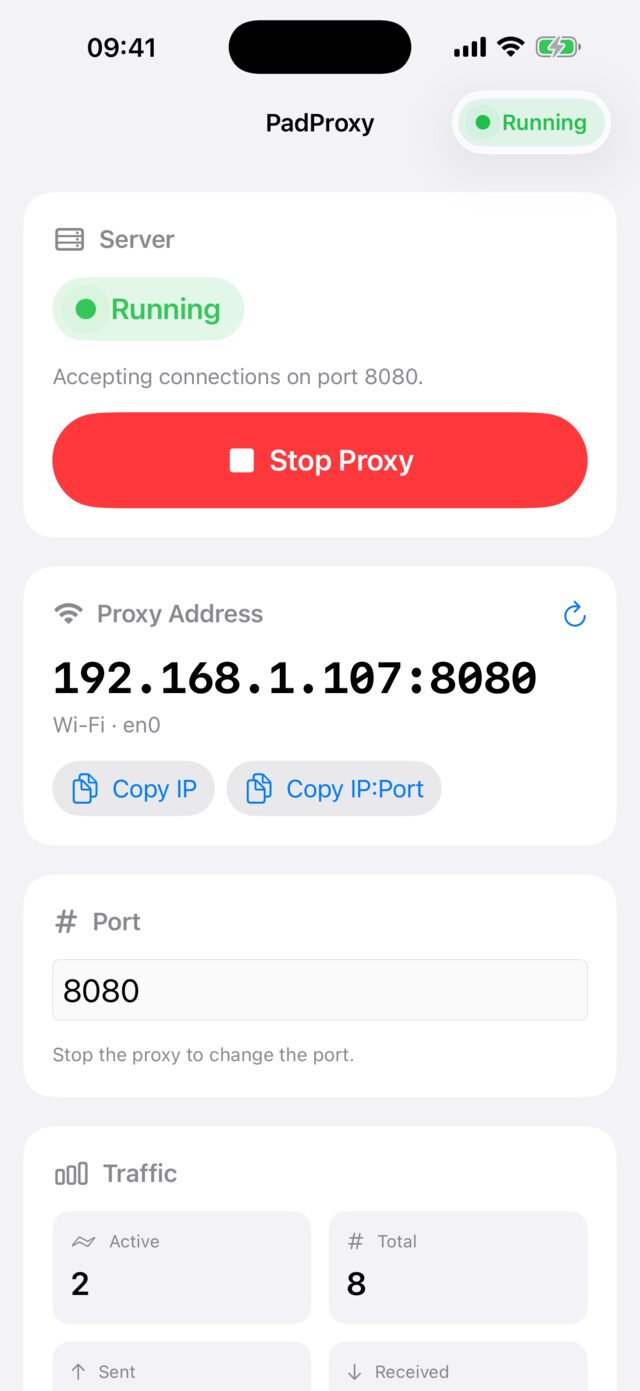 09:41
PadProxy
Running
Server
Running
Accepting connections on port 8080.
Stop Proxy
Proxy Address
192.168.1.107:8080
Wi-Fi · en0
Copy IP
Copy IP:Port
# Port
8080
Stop the proxy to change the port.
Traffic
Active
# Total
2
8
↑ Sent
↓ Received